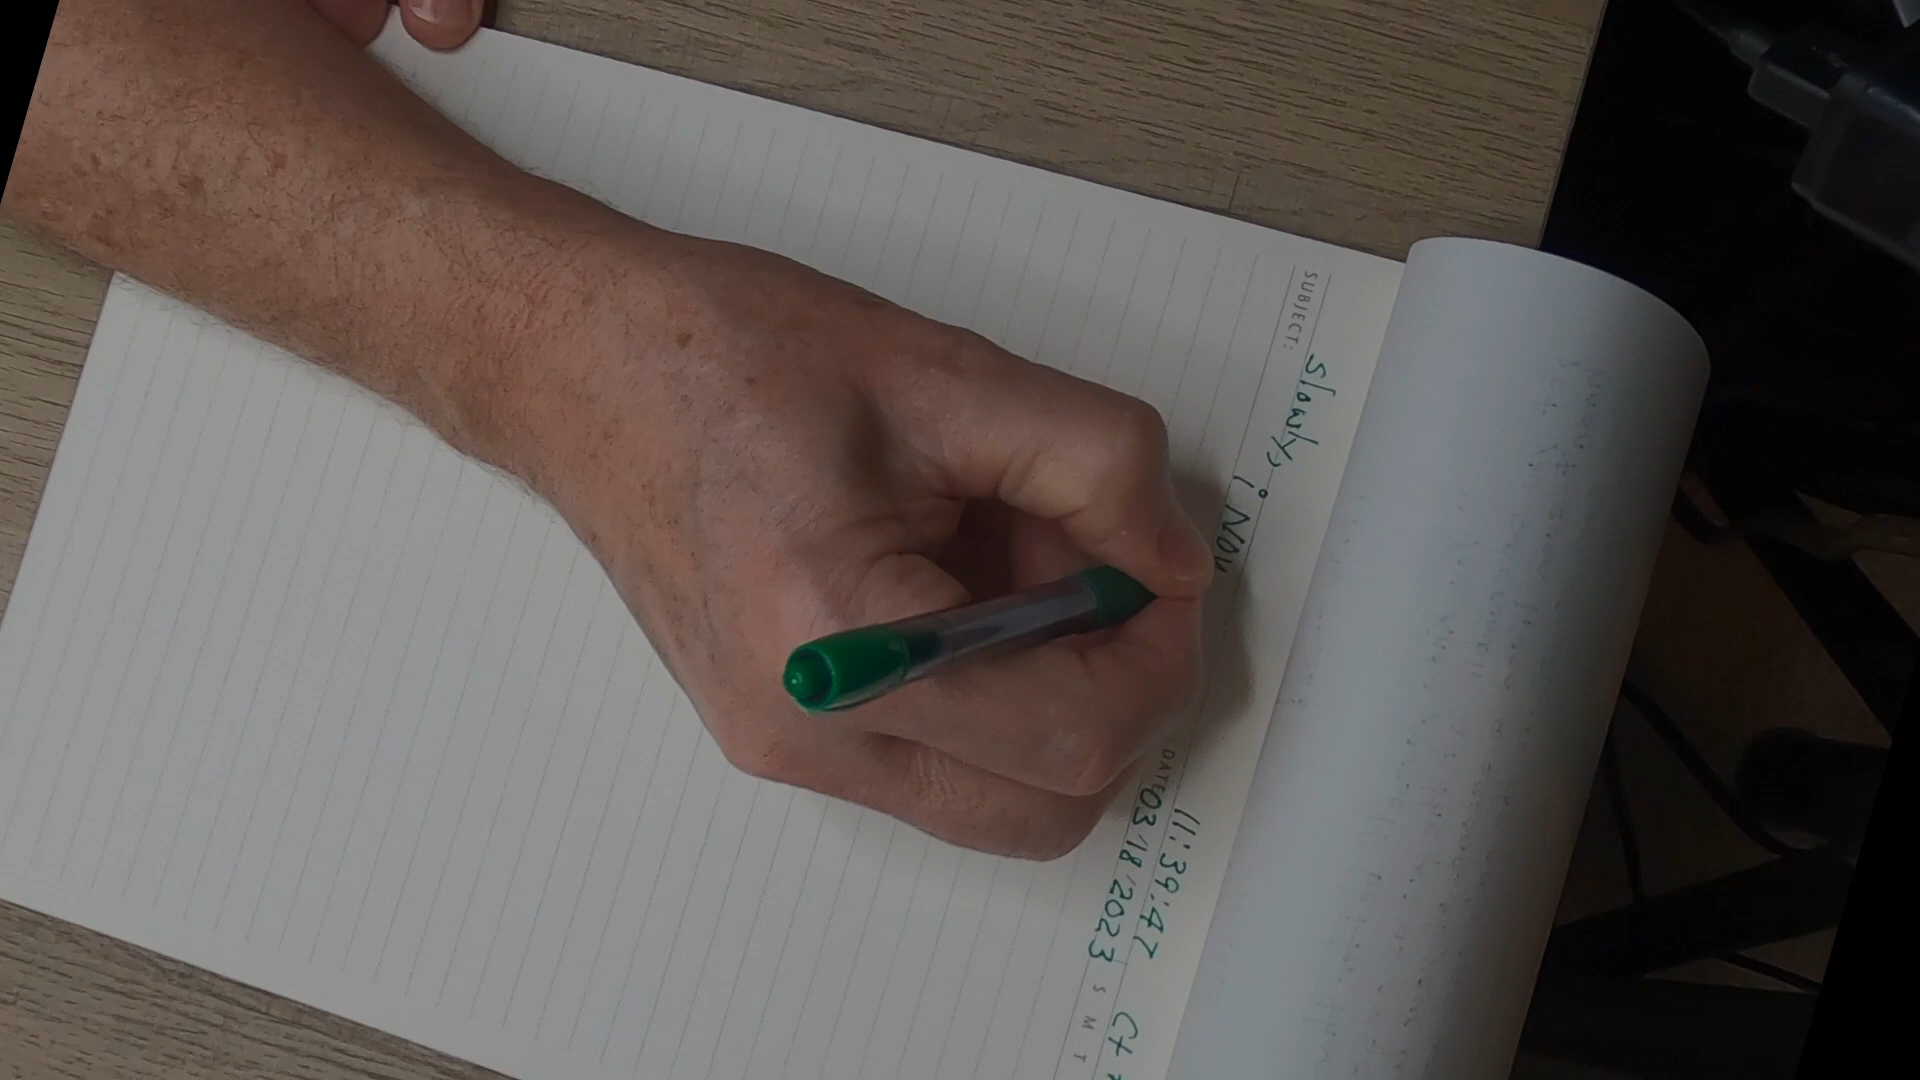 11:39:47 C+
SUBJECT: Slowly, i Nov
DATE 03/18/2023 S M T